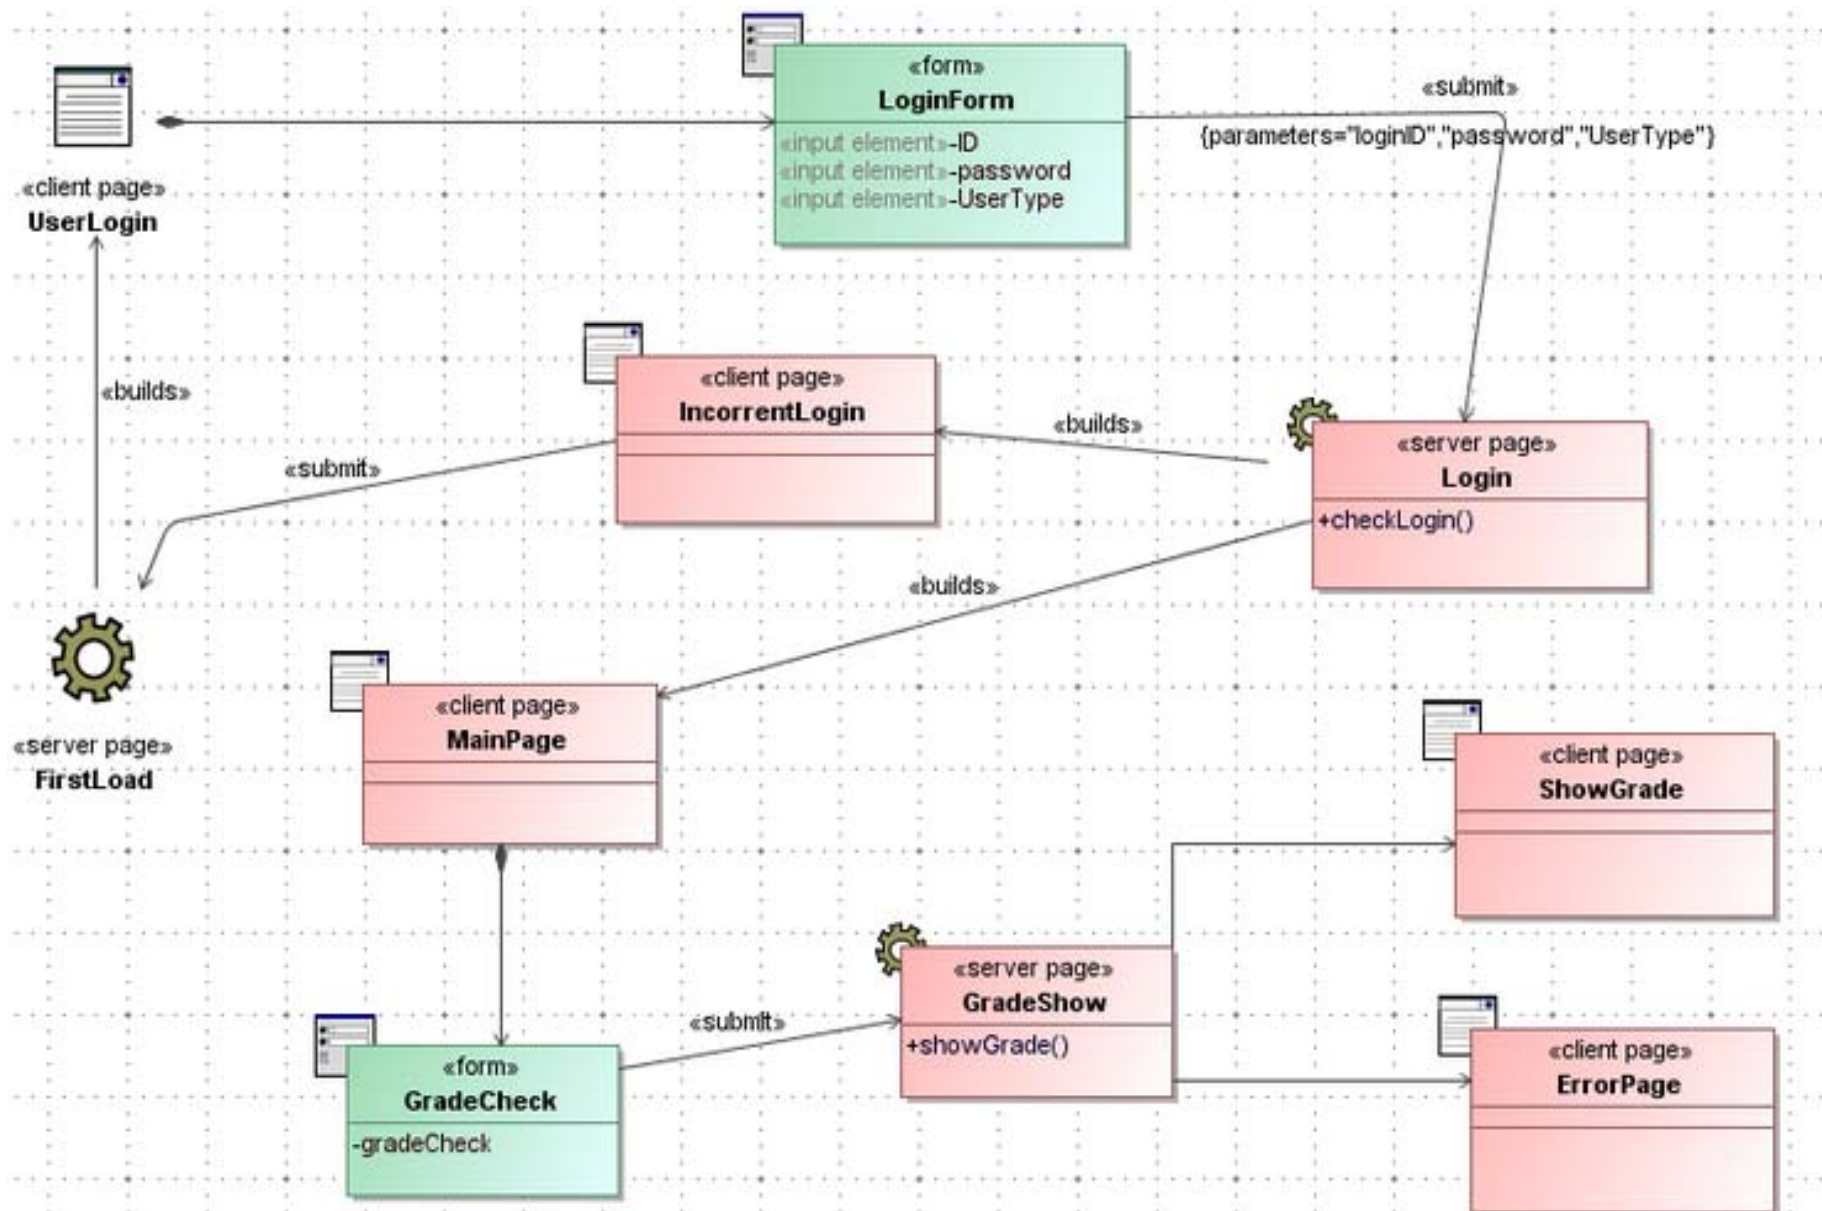 «form»
LoginForm
«input element»-ID
«input element»-password
«input element»-UserType
«submit»
{parameters="loginID","password","UserType"}
«client page»
UserLogin
«builds»
«client page»
IncorrentLogin
«submit»
«builds»
«server page»
Login
+checkLogin()
«builds»
«server page»
FirstLoad
«client page»
MainPage
«client page»
ShowGrade
«form»
GradeCheck
-gradeCheck
«submit»
«server page»
GradeShow
+showGrade()
«client page»
ErrorPage